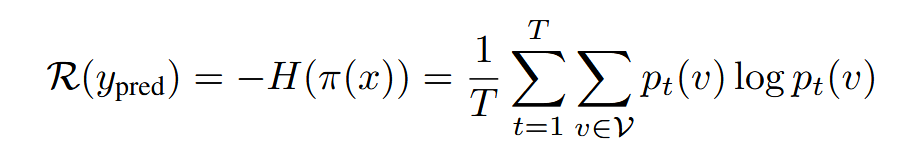 $\mathcal{R}(y_{\text{pred}}) = -H(\pi(x)) = \frac{1}{T} \sum_{t=1}^{T} \sum_{v \in \mathcal{V}} p_t(v) \log p_t(v)$